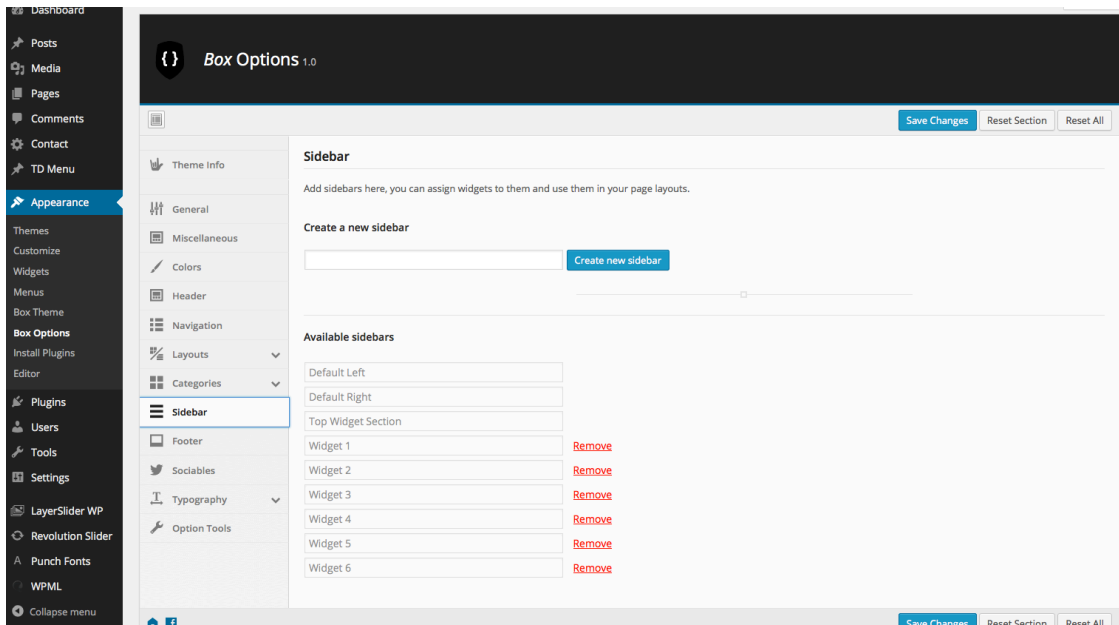 Dashboard
Posts
Media
Pages
Comments
Contact
TD Menu
Appearance
Themes
Customize
Widgets
Menus
Box Theme
Box Options
Install Plugins
Editor
Plugins
Users
Tools
Settings
LayerSlider WP
Revolution Slider
A Punch Fonts
WPML
Collapse menu
{ } Box Options 1.0
Save Changes Reset Section Reset All
Theme Info
General
Miscellaneous
Colors
Header
Navigation
Layouts
Categories
Sidebar
Footer
Sociables
Typography
Option Tools
Sidebar
Add sidebars here, you can assign widgets to them and use them in your page layouts.
Create a new sidebar
Create new sidebar
Available sidebars
Default Left
Default Right
Top Widget Section
Widget 1 Remove
Widget 2 Remove
Widget 3 Remove
Widget 4 Remove
Widget 5 Remove
Widget 6 Remove
Save Changes Reset Section Reset All